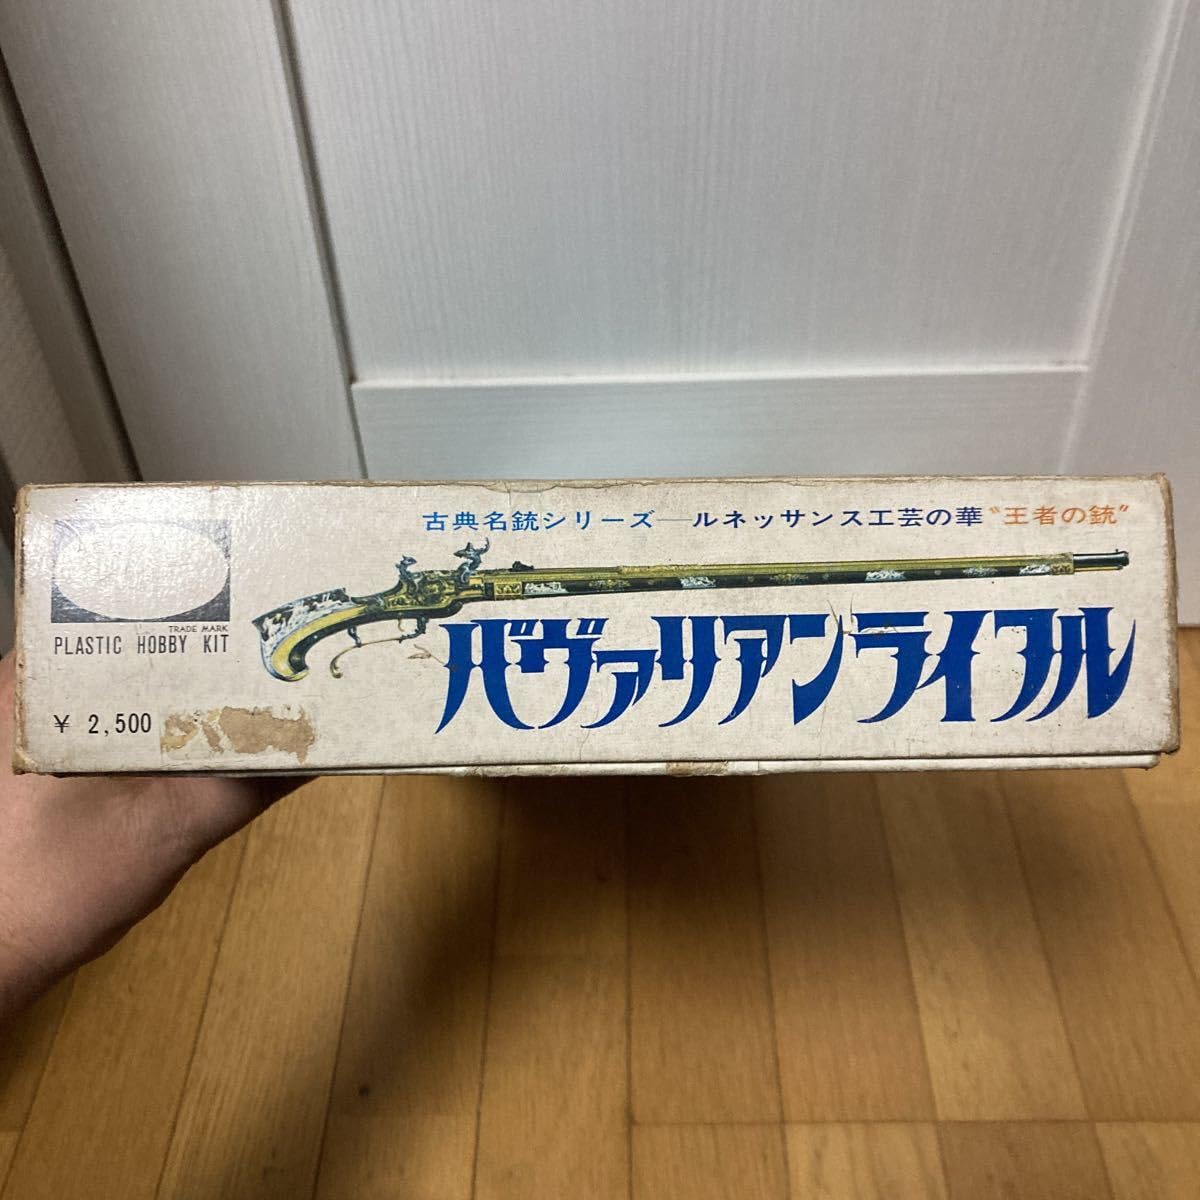 古典名銃シリーズ―ルネッサンス工芸の華“王者の銃”
バヴァリアンライフル
TRADE MARK
PLASTIC HOBBY KIT
¥ 2,500